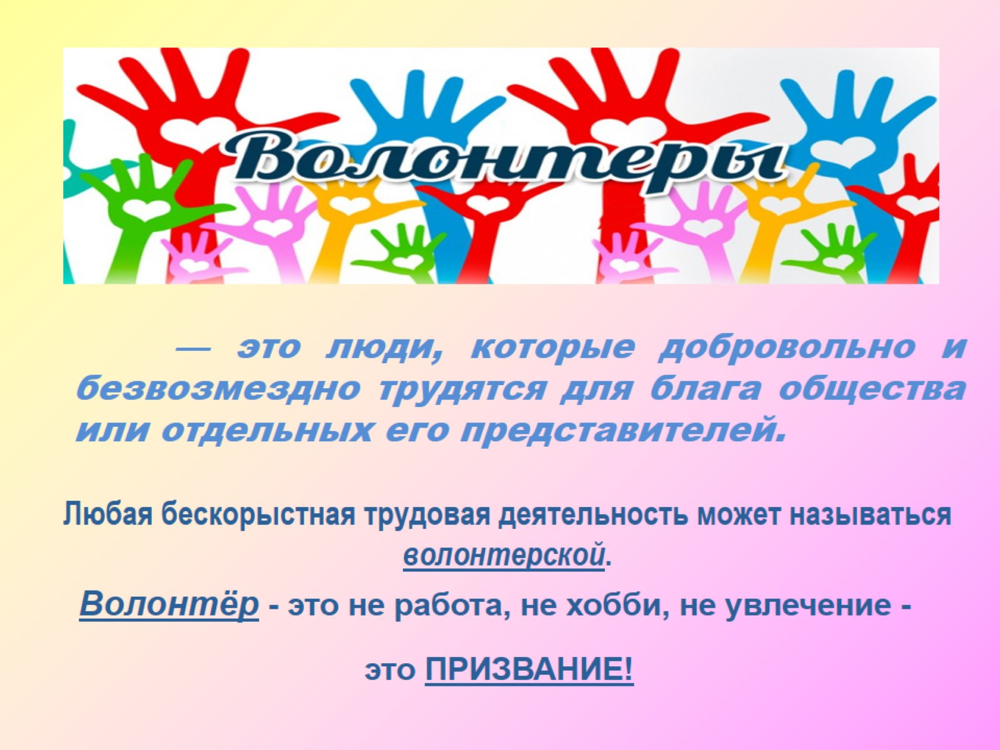 Волонтеры
— это люди, которые добровольно и
безвозмездно трудятся для блага общества
или отдельных его представителей.
Любая бескорыстная трудовая деятельность может называться
волонтерской.
Волонтёр - это не работа, не хобби, не увлечение -
это ПРИЗВАНИЕ!